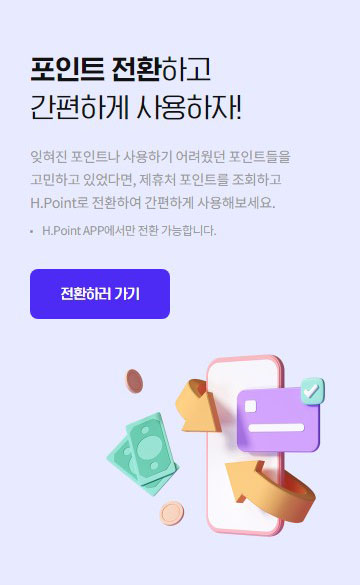 포인트 전환하고
간편하게 사용하자!
잊혀진 포인트나 사용하기 어려웠던 포인트들을
고민하고 있었다면, 제휴처 포인트를 조회하고
H.Point로 전환하여 간편하게 사용해보세요.
• H.Point APP에서만 전환 가능합니다.
전환하러 가기